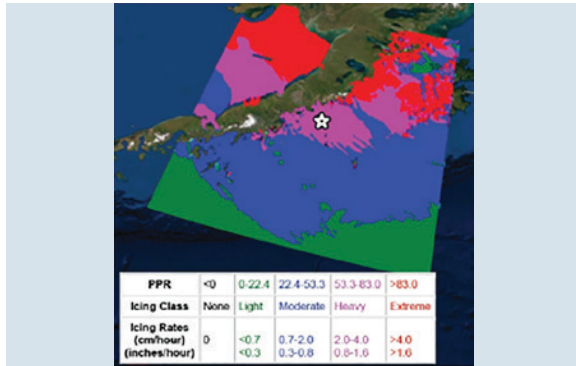 PPR <0 0-22.4 22.4-53.3 53.3-83.0 >83.0
Icing Class None Light Moderate Heavy Extreme
Icing Rates
(cm/hour) 0 <0.7 0.7-2.0 2.0-4.0 >4.0
(inches/hour) <0.3 0.3-0.8 0.8-1.6 >1.6